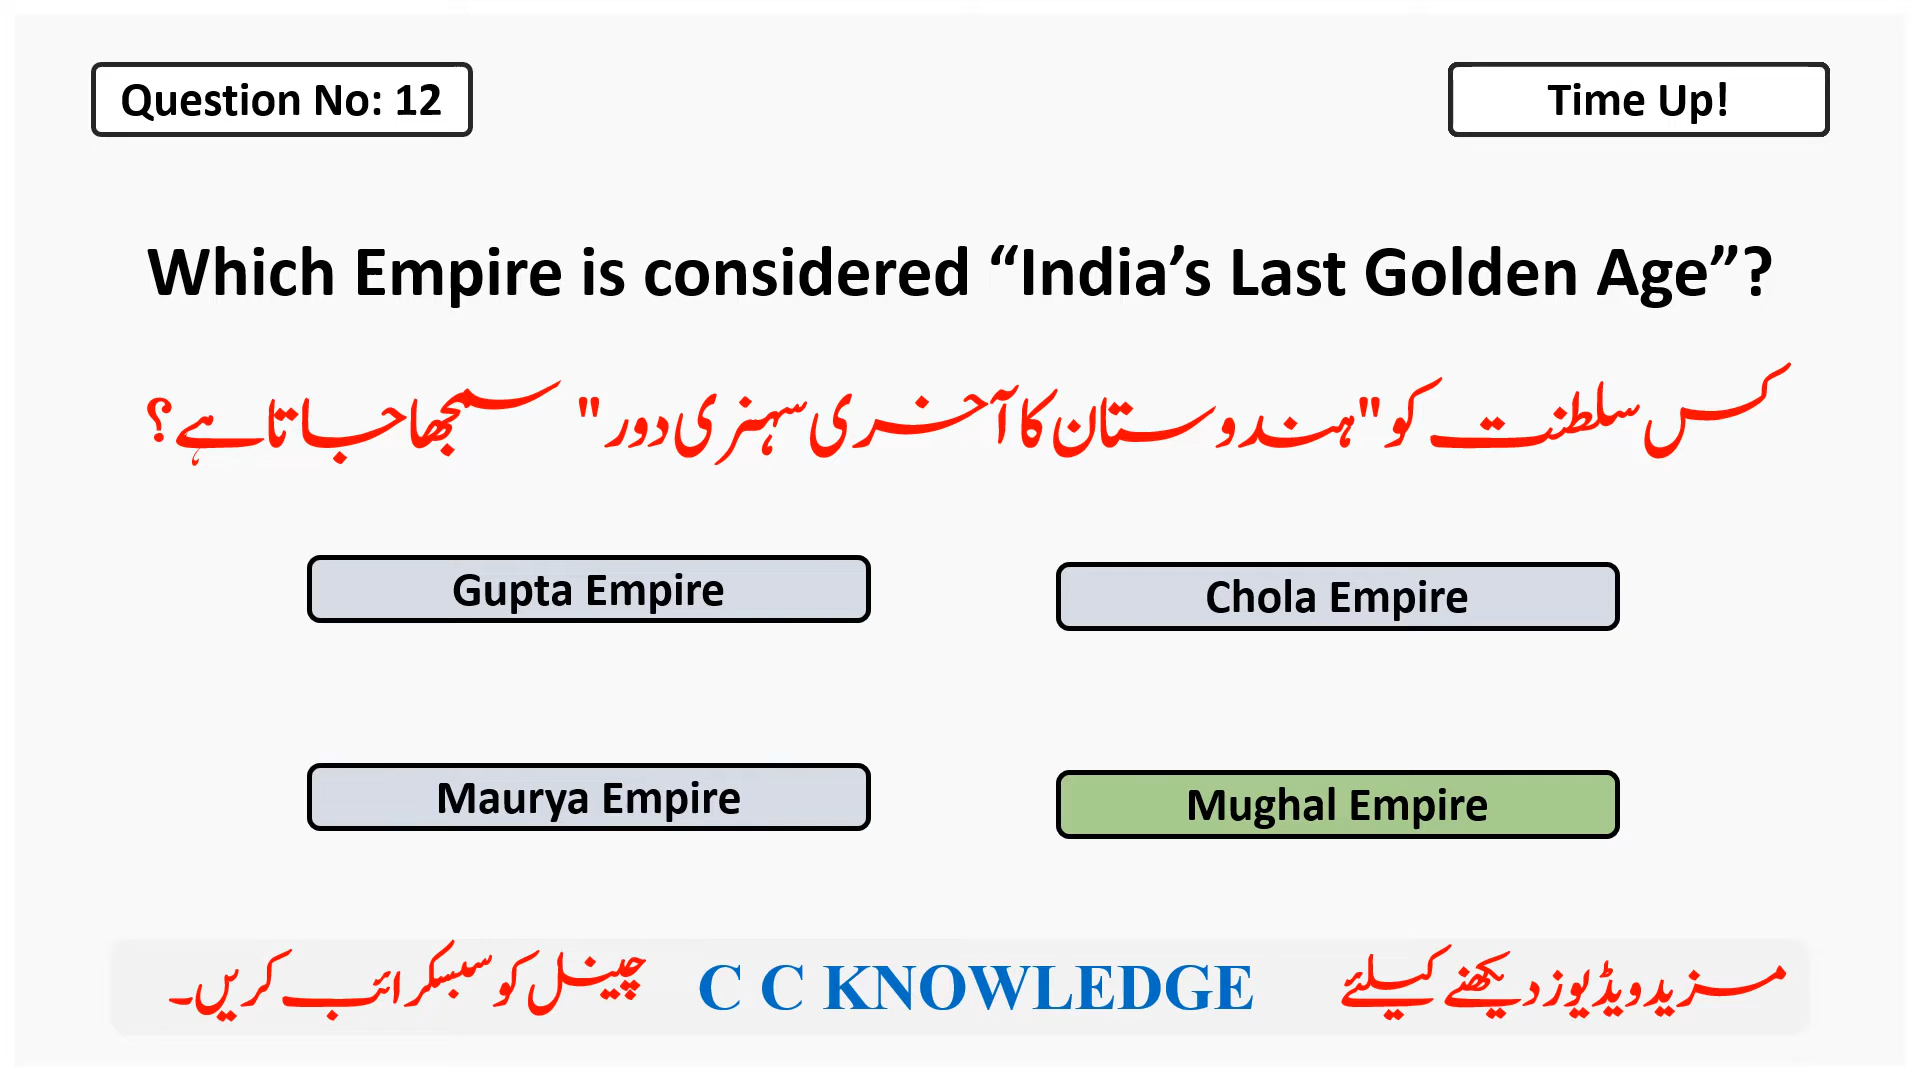 Question No: 12
Time Up!
Which Empire is considered “India’s Last Golden Age”?
کس سلطنت کو "ہندوستان کا آخری سہنری دور" سمجھا جاتا ہے؟
Gupta Empire
Chola Empire
Maurya Empire
Mughal Empire
مزید ویڈیوز دیکھنے کیلئے C C KNOWLEDGE چینل کو سبسکرائب کریں۔